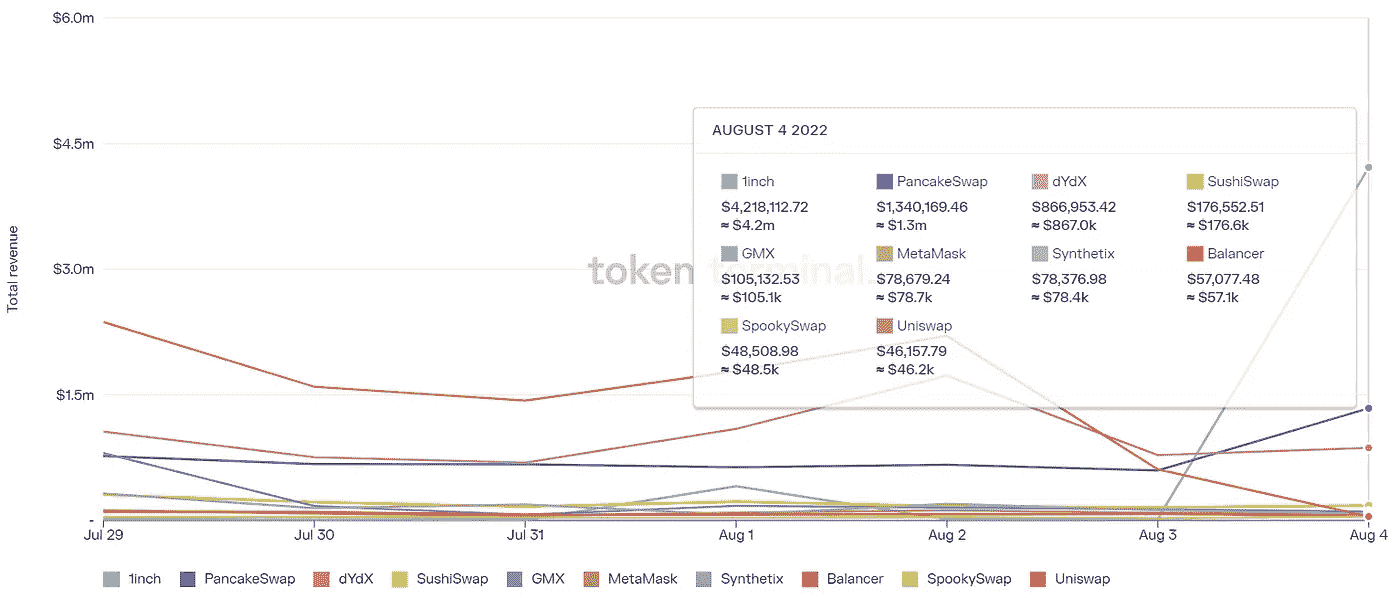 $6.0m
$4.5m
$3.0m
$1.5m
-
Total revenue
token terminal
AUGUST 4 2022
1inch PancakeSwap dYdX SushiSwap
$4,218,112.72 $1,340,169.46 $866,953.42 $176,552.51
≈ $4.2m ≈ $1.3m ≈ $867.0k ≈ $176.6k
GMX MetaMask Synthetix Balancer
$105,132.53 $78,679.24 $78,376.98 $57,077.48
≈ $105.1k ≈ $78.7k ≈ $78.4k ≈ $57.1k
SpookySwap Uniswap
$48,508.98 $46,157.79
≈ $48.5k ≈ $46.2k
Jul 29 Jul 30 Jul 31 Aug 1 Aug 2 Aug 3 Aug 4
1inch PancakeSwap dYdX SushiSwap GMX MetaMask Synthetix Balancer SpookySwap Uniswap